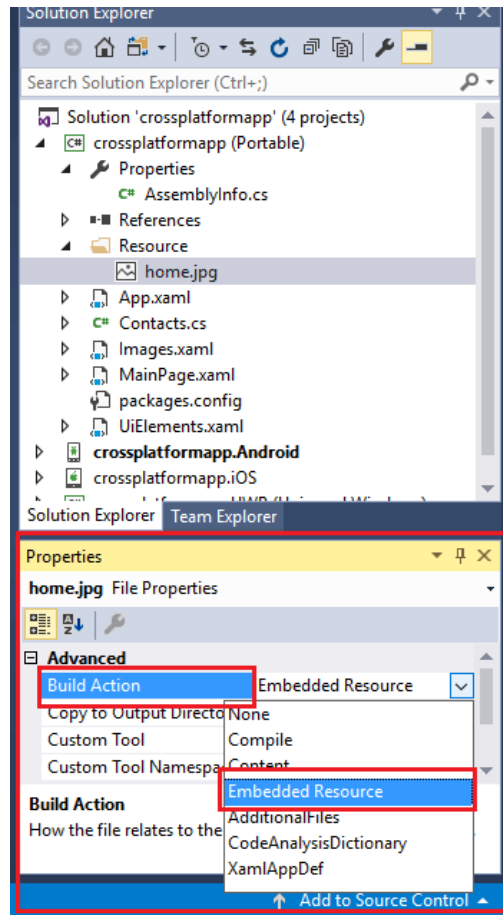 Solution Explorer
Search Solution Explorer (Ctrl+;)
Solution 'crossplatformapp' (4 projects)
C# crossplatformapp (Portable)
Properties
C# AssemblyInfo.cs
References
Resource
home.jpg
App.xaml
C# Contacts.cs
Images.xaml
MainPage.xaml
packages.config
UiElements.xaml
crossplatformapp.Android
crossplatformapp.iOS
Solution Explorer Team Explorer
Properties
home.jpg File Properties
Advanced
Build Action Embedded Resource
Copy to Output Directo
None
Custom Tool
Compile
Custom Tool Namespa
Content
Embedded Resource
Build Action
AdditionalFiles
How the file relates to the
CodeAnalysisDictionary
XamlAppDef
Add to Source Control